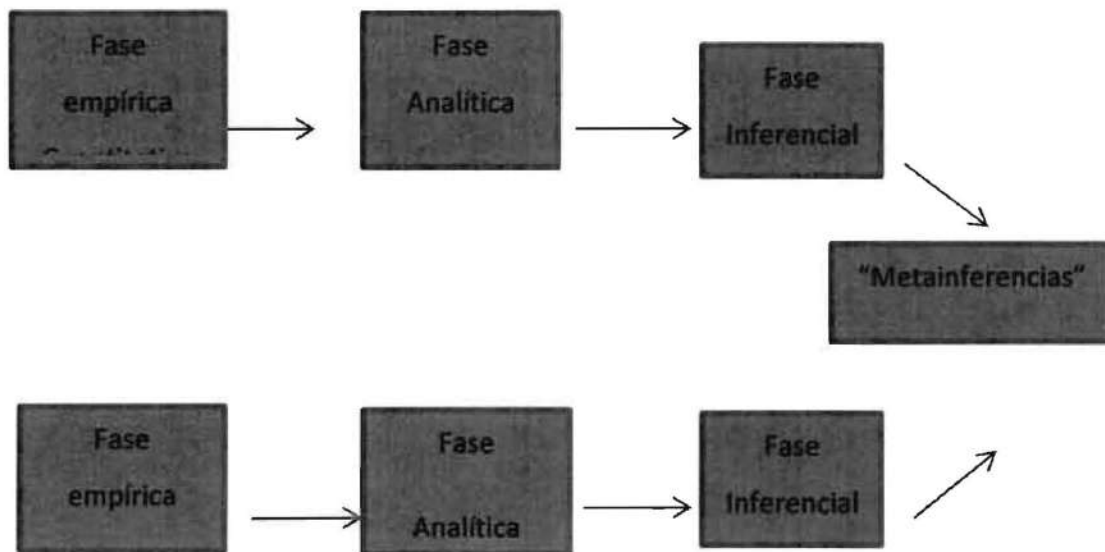 Fase
empírica
Fase
Analítica
Fase
Inferencial
“Metainferencias”
Fase
empírica
Fase
Analítica
Fase
Inferencial